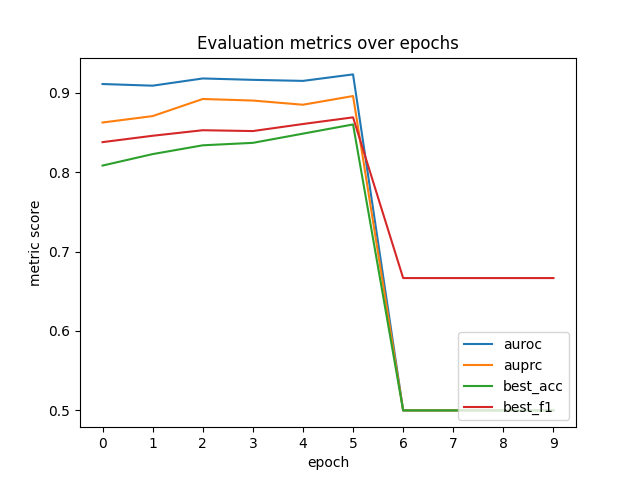 Evaluation metrics over epochs
metric score
0.9
0.8
0.7
0.6
0.5
auroc
auprc
best_acc
best_f1
0 1 2 3 4 5 6 7 8 9
epoch